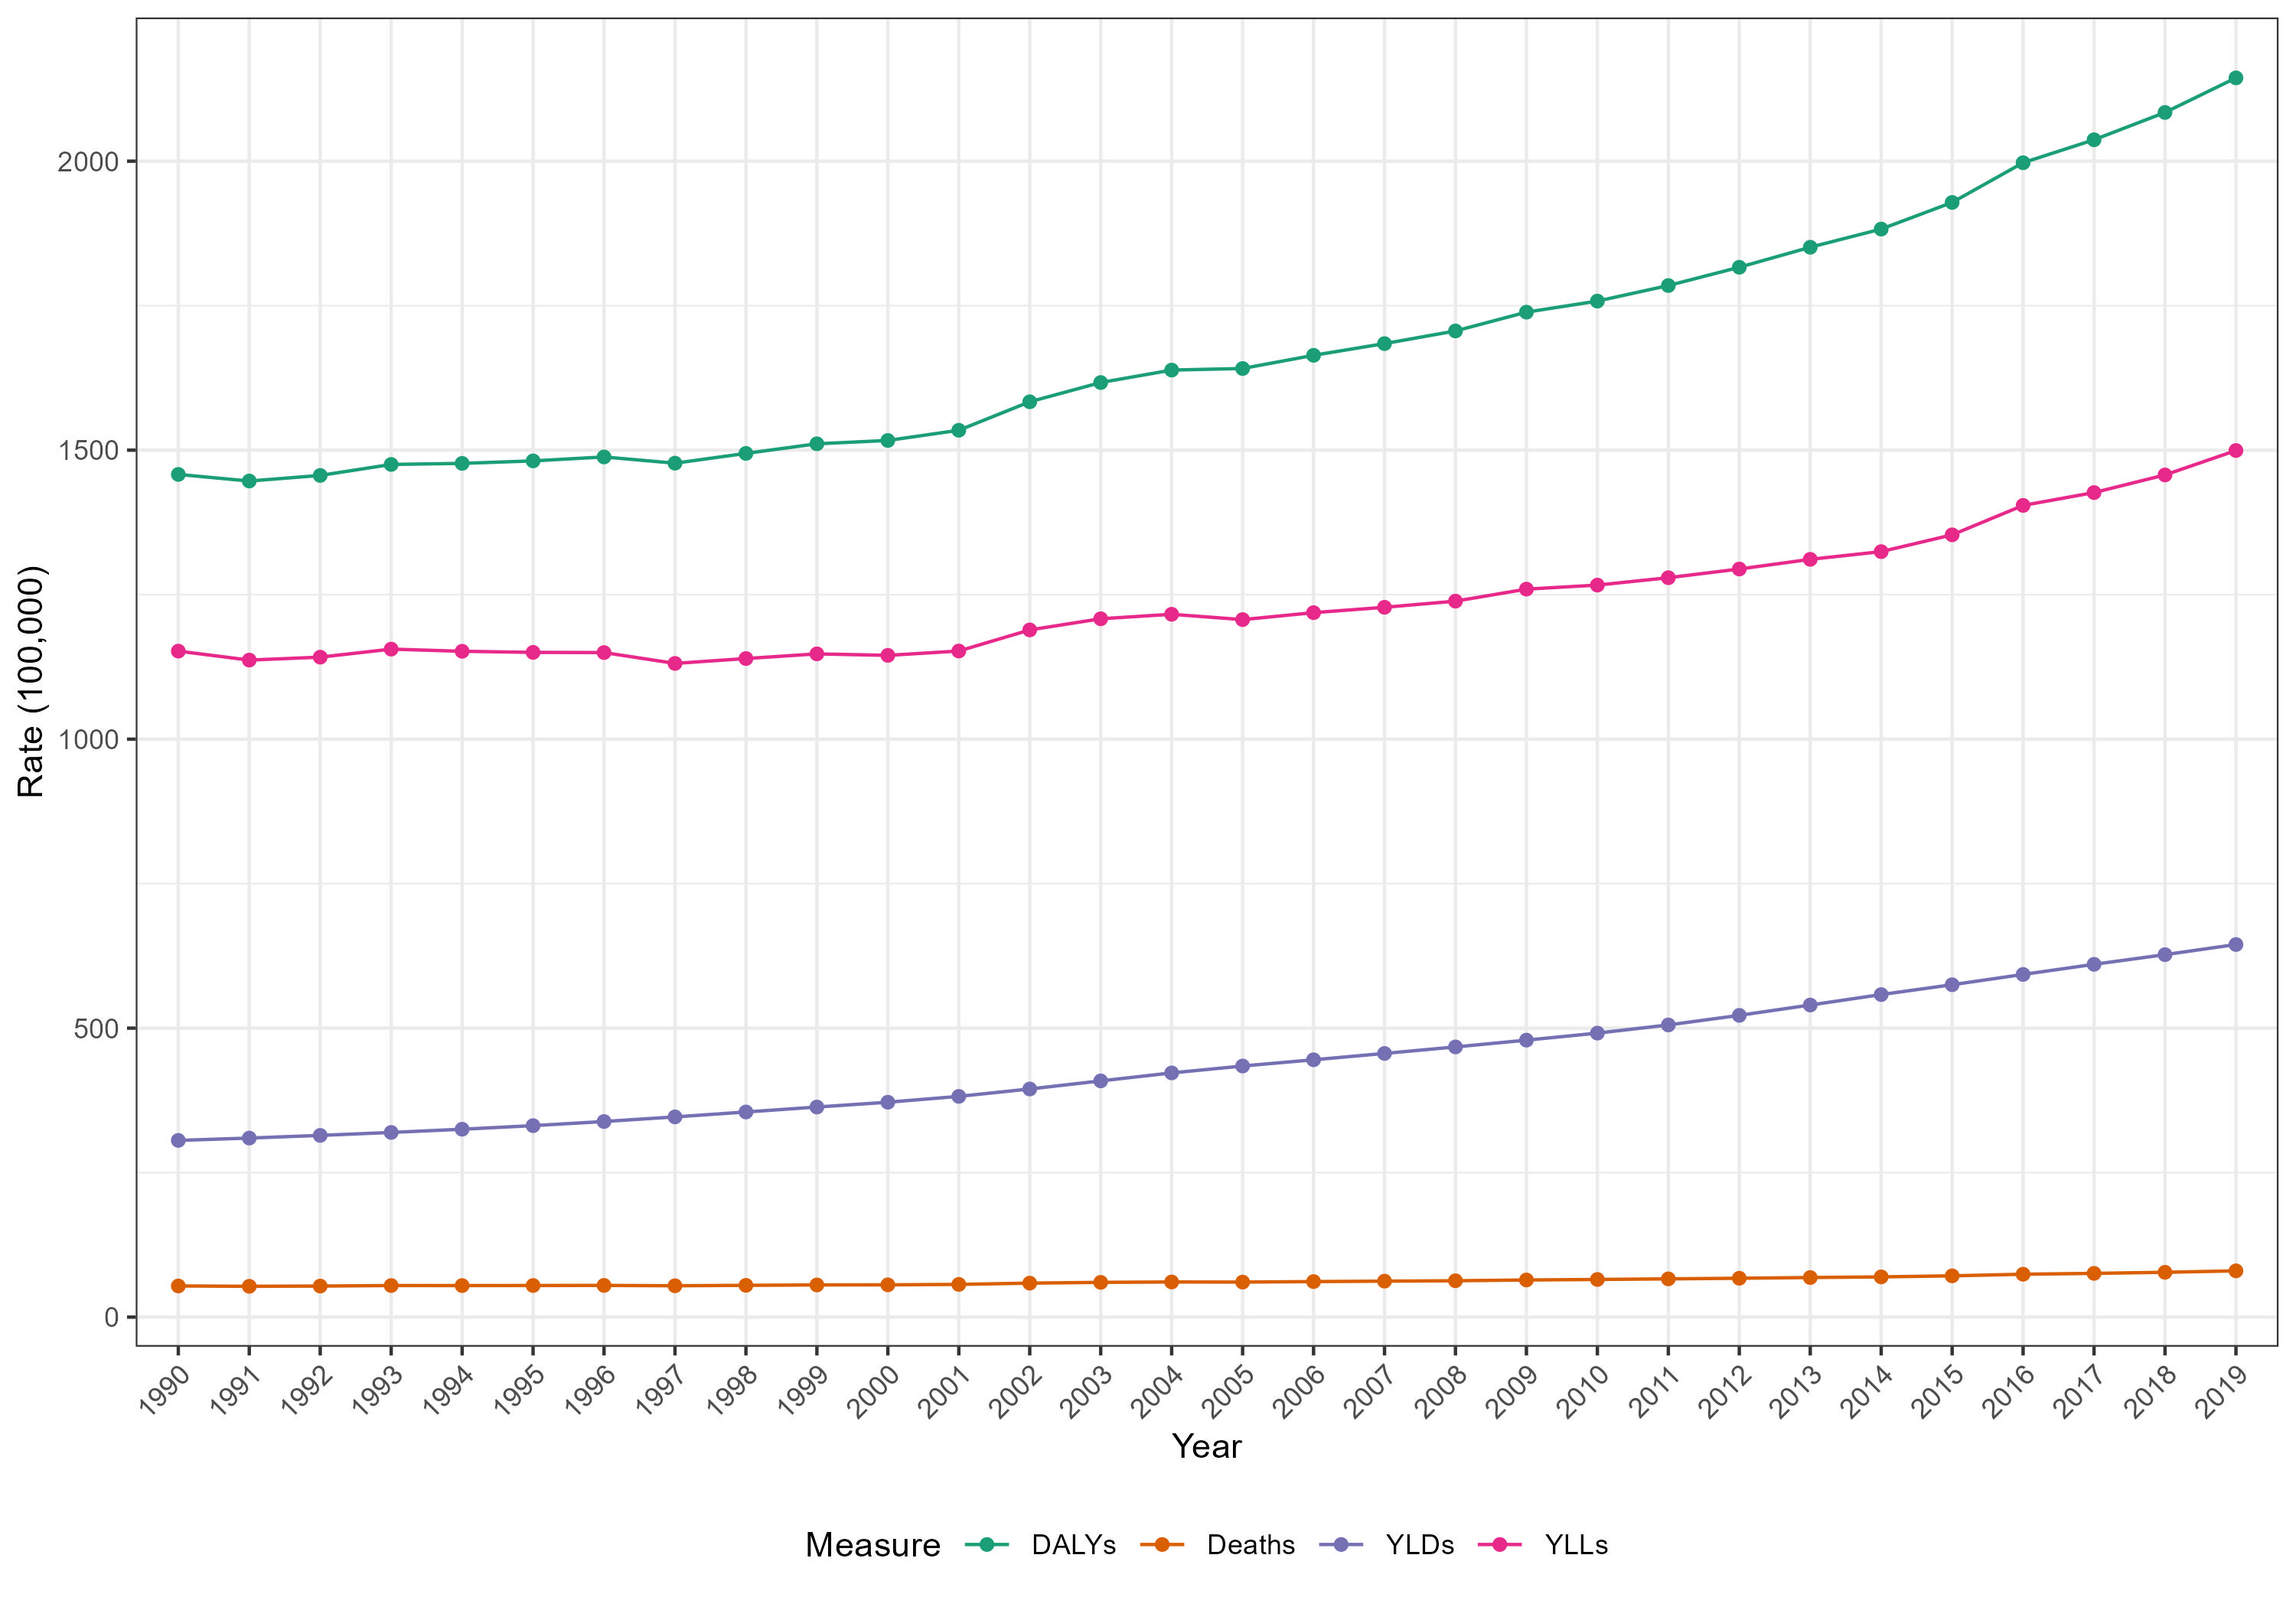 Rate (100,000)
2000
1500
1000
500
0
1990 1991 1992 1993 1994 1995 1996 1997 1998 1999 2000 2001 2002 2003 2004 2005 2006 2007 2008 2009 2010 2011 2012 2013 2014 2015 2016 2017 2018 2019
Year
Measure DALYs Deaths YLDs YLLs